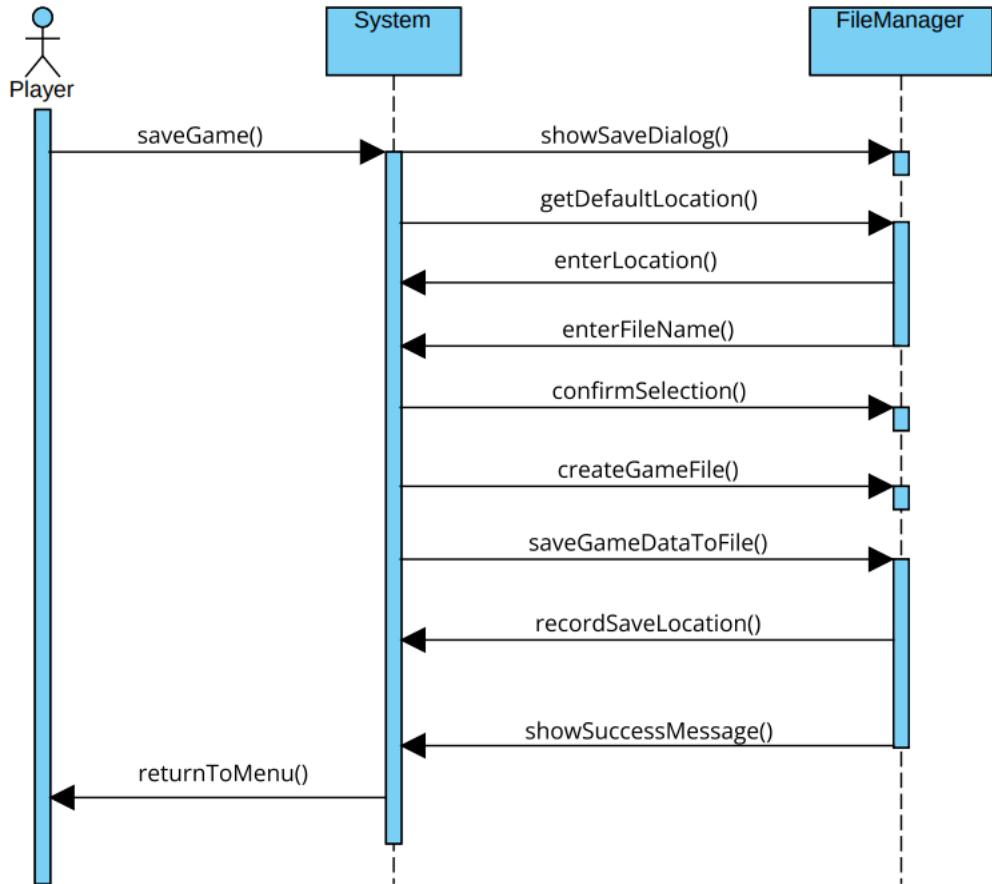 System
FileManager
Player
saveGame()
showSaveDialog()
getDefaultLocation()
enterLocation()
enterFileName()
confirmSelection()
createGameFile()
saveGameDataToFile()
recordSaveLocation()
showSuccessMessage()
returnToMenu()